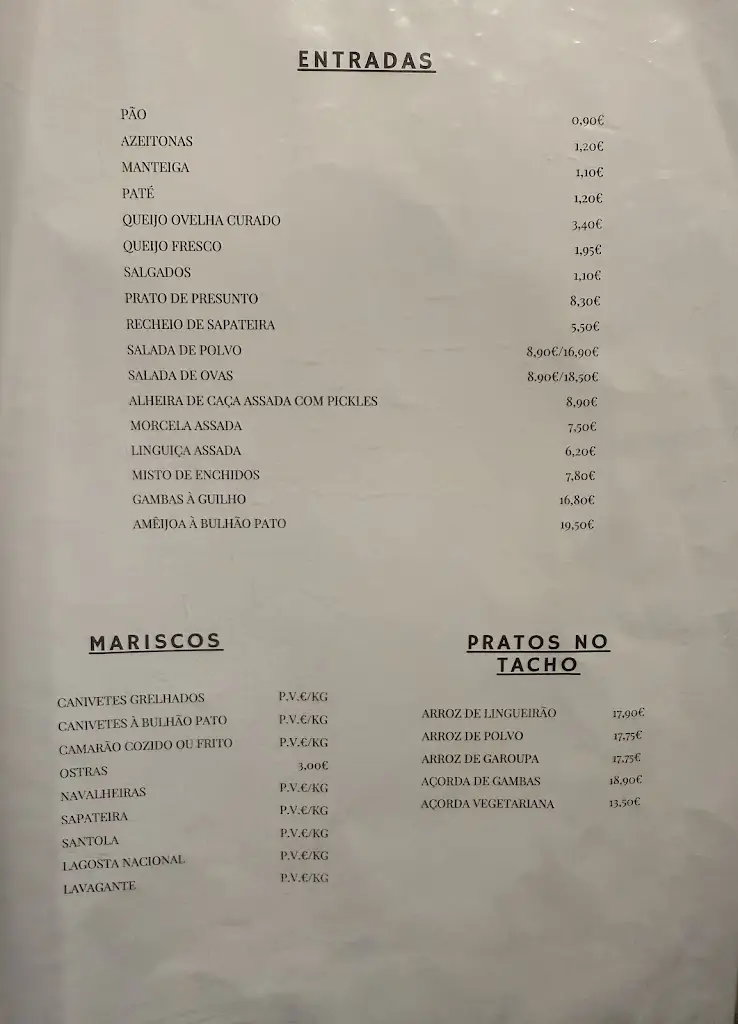 ENTRADAS
PÃO 0,90€
AZEITONAS 1,20€
MANTEIGA 1,10€
PATÉ 1,20€
QUEIJO OVELHA CURADO 3,40€
QUEIJO FRESCO 1,95€
SALGADOS 1,10€
PRATO DE PRESUNTO 8,30€
RECHEIO DE SAPATEIRA 5,50€
SALADA DE POLVO 8,90€/16,90€
SALADA DE OVAS 8.90€/18,50€
ALHEIRA DE CAÇA ASSADA COM PICKLES 8,90€
MORCELA ASSADA 7,50€
LINGUIÇA ASSADA 6,20€
MISTO DE ENCHIDOS 7,80€
GAMBAS À GUILHO 16,80€
AMÊIJOA À BULHÃO PATO 19,50€
MARISCOS
CANIVETES GRELHADOS P.V.€/KG
CANIVETES À BULHÃO PATO P.V.€/KG
CAMARÃO COZIDO OU FRITO P.V.€/KG
OSTRAS 3,00€
NAVALHEIRAS P.V.€/KG
SAPATEIRA P.V.€/KG
SANTOLA P.V.€/KG
LAGOSTA NACIONAL P.V.€/KG
LAVAGANTE P.V.€/KG
PRATOS NO
TACHO
ARROZ DE LINGUEIRÃO 17,90€
ARROZ DE POLVO 17,75€
ARROZ DE GAROUPA 17,75€
AÇORDA DE GAMBAS 18,90€
AÇORDA VEGETARIANA 13,50€